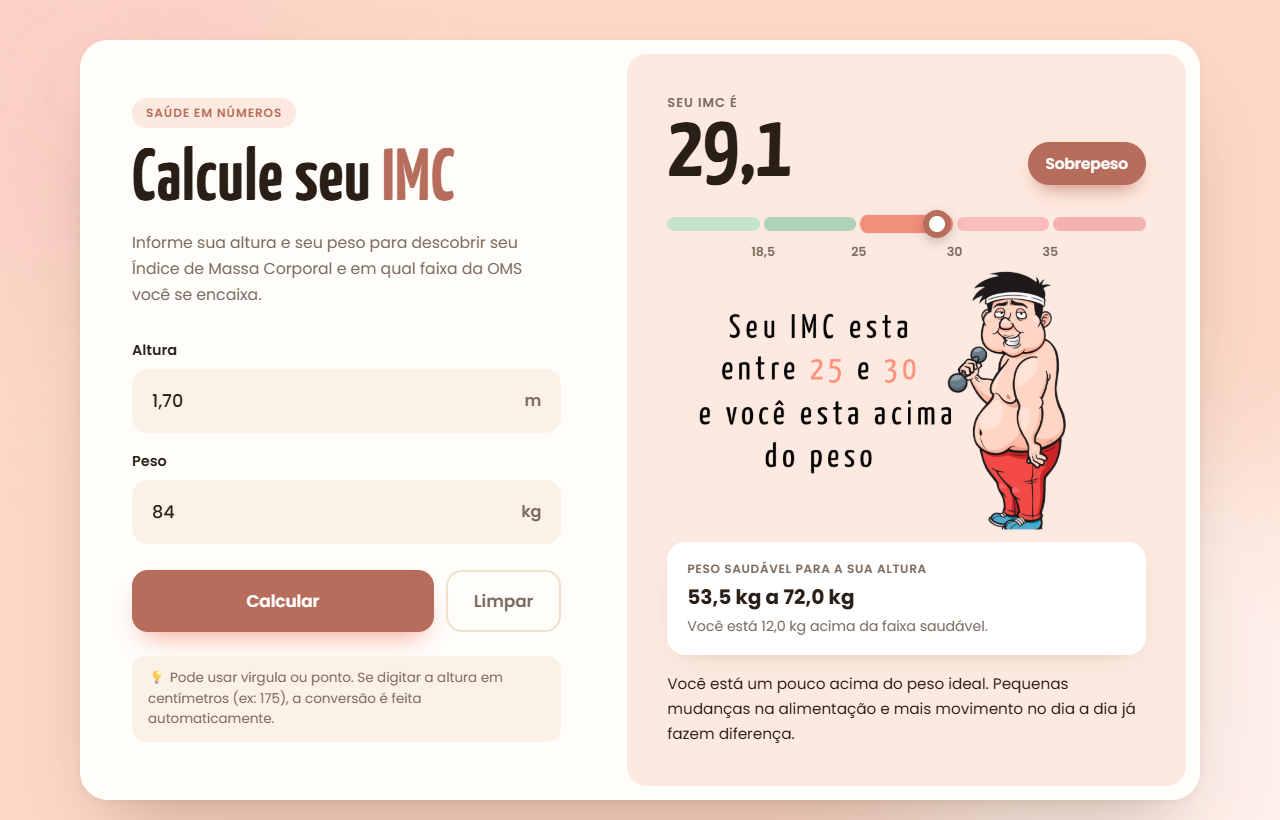 SAÚDE EM NÚMEROS
Calcule seu IMC
Informe sua altura e seu peso para descobrir seu
Índice de Massa Corporal e em qual faixa da OMS
você se encaixa.
Altura
1,70 m
Peso
84 kg
Calcular
Limpar
💡 Pode usar vírgula ou ponto. Se digitar a altura em
centímetros (ex: 175), a conversão é feita
automaticamente.
SEU IMC É
29,1
Sobrepeso
18,5 25 30 35
Seu IMC esta
entre 25 e 30
e você esta acima
do peso
PESO SAUDÁVEL PARA A SUA ALTURA
53,5 kg a 72,0 kg
Você está 12,0 kg acima da faixa saudável.
Você está um pouco acima do peso ideal. Pequenas
mudanças na alimentação e mais movimento no dia a dia já
fazem diferença.